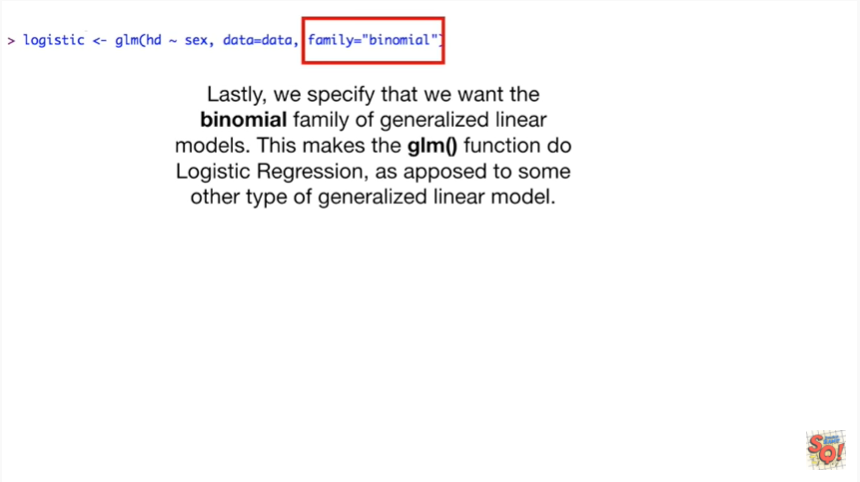 > logistic <- glm(hd ~ sex, data=data, family="binomial")
Lastly, we specify that we want the
binomial family of generalized linear
models. This makes the glm() function do
Logistic Regression, as apposed to some
other type of generalized linear model.
SQ!